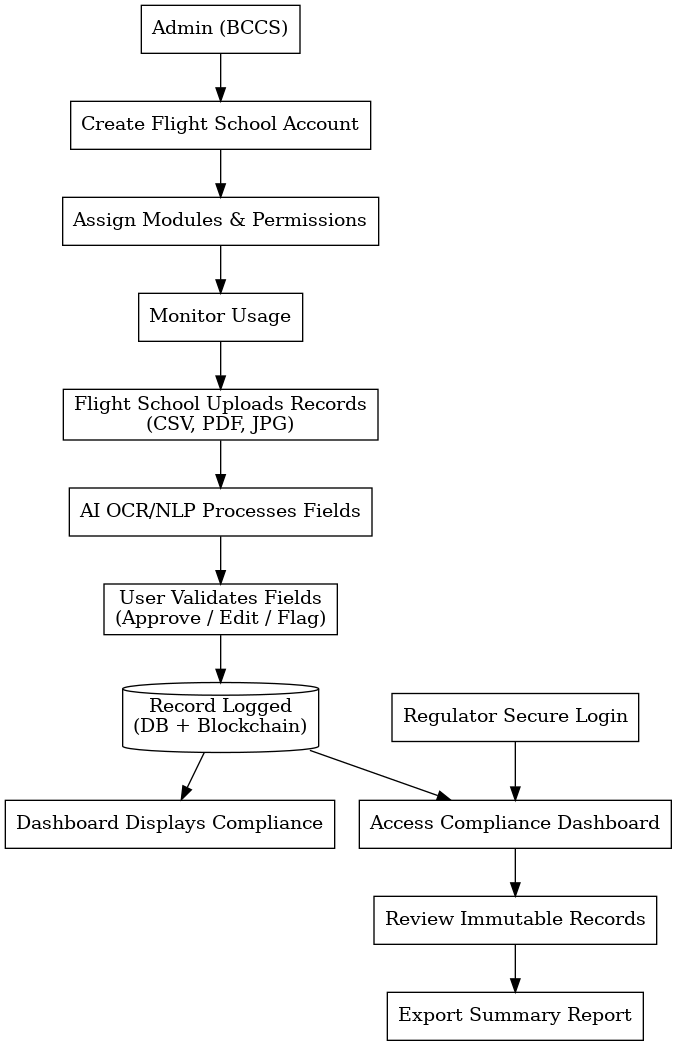 Admin (BCCS)
Create Flight School Account
Assign Modules & Permissions
Monitor Usage
Flight School Uploads Records
(CSV, PDF, JPG)
AI OCR/NLP Processes Fields
User Validates Fields
(Approve / Edit / Flag)
Record Logged
(DB + Blockchain)
Regulator Secure Login
Dashboard Displays Compliance
Access Compliance Dashboard
Review Immutable Records
Export Summary Report